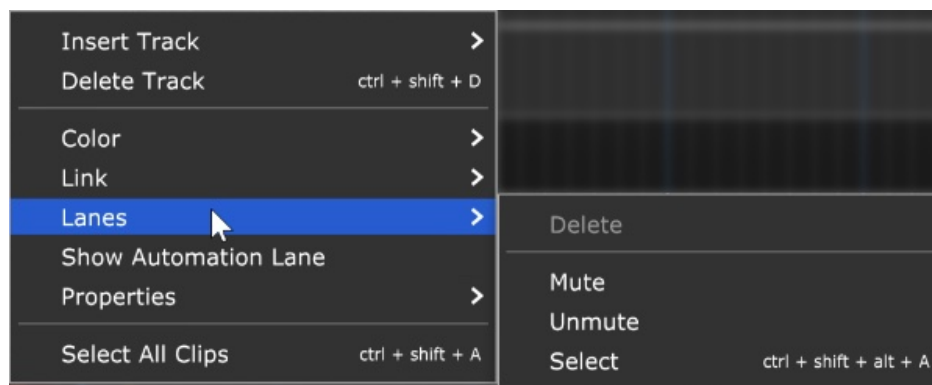 Insert Track
Delete Track ctrl + shift + D
Color
Link
Lanes
Show Automation Lane
Properties
Select All Clips ctrl + shift + A
Delete
Mute
Unmute
Select ctrl + shift + alt + A